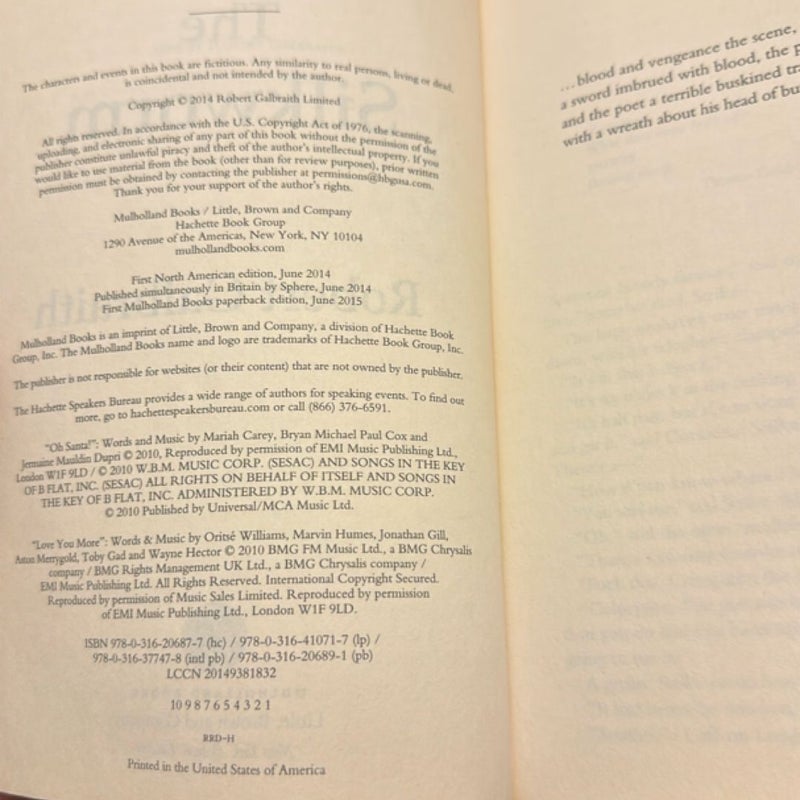 The characters and events in this book are fictitious. Any similarity to real persons, living or dead,
is coincidental and not intended by the author.
Copyright © 2014 Robert Galbraith Limited
All rights reserved. In accordance with the U.S. Copyright Act of 1976, the scanning,
uploading, and electronic sharing of any part of this book without the permission of the
publisher constitute unlawful piracy and theft of the author's intellectual property. If you
would like to use material from the book (other than for review purposes), prior written
permission must be obtained by contacting the publisher at permissions@hbgusa.com.
Thank you for your support of the author's rights.
Mulholland Books / Little, Brown and Company
Hachette Book Group
1290 Avenue of the Americas, New York, NY 10104
mulhollandbooks.com
First North American edition, June 2014
Published simultaneously in Britain by Sphere, June 2014
First Mulholland Books paperback edition, June 2015
Mulholland Books is an imprint of Little, Brown and Company, a division of Hachette Book
Group, Inc. The Mulholland Books name and logo are trademarks of Hachette Book Group, Inc.
The publisher is not responsible for websites (or their content) that are not owned by the publisher.
The Hachette Speakers Bureau provides a wide range of authors for speaking events. To find out
more, go to hachettespeakersbureau.com or call (866) 376-6591.
"Oh Santa!": Words and Music by Mariah Carey, Bryan Michael Paul Cox and
Jermaine Mauldin Dupri © 2010, Reproduced by permission of EMI Music Publishing Ltd.,
London W1F 9LD / © 2010 W.B.M. MUSIC CORP. (SESAC) AND SONGS IN THE KEY
OF B FLAT, INC. (SESAC) ALL RIGHTS ON BEHALF OF ITSELF AND SONGS IN
THE KEY OF B FLAT, INC. ADMINISTERED BY W.B.M. MUSIC CORP.
© 2010 Published by Universal/MCA Music Ltd.
"Love You More": Words & Music by Oritsé Williams, Marvin Humes, Jonathan Gill,
Aston Merrygold, Toby Gad and Wayne Hector © 2010 BMG FM Music Ltd., a BMG Chrysalis
company / BMG Rights Management UK Ltd., a BMG Chrysalis company /
EMI Music Publishing Ltd. All Rights Reserved. International Copyright Secured.
Reproduced by permission of Music Sales Limited. Reproduced by permission
of EMI Music Publishing Ltd., London W1F 9LD.
ISBN 978-0-316-20687-7 (hc) / 978-0-316-41071-7 (lp) /
978-0-316-37747-8 (intl pb) / 978-0-316-20689-1 (pb)
LCCN 20149381832
10 9 8 7 6 5 4 3 2 1
RRD-H
Printed in the United States of America
...blood and vengeance the scene,
a sword imbrued with blood, the
and the poet a terrible buskined
with a wreath about his head of